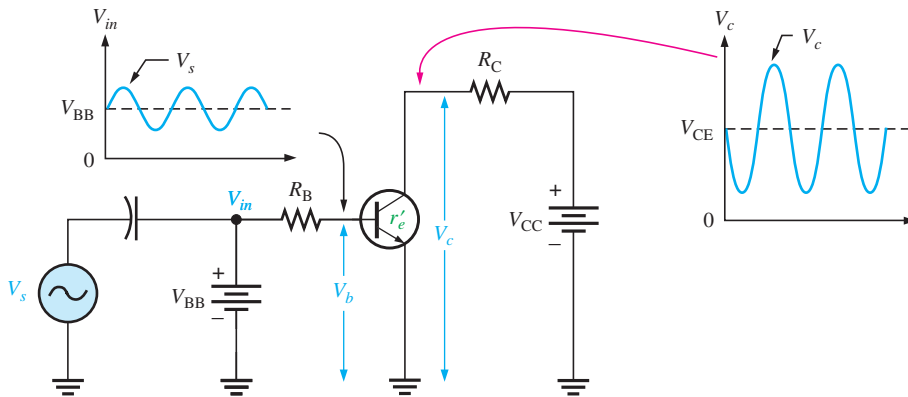 V_in
V_s
V_BB
0
V_in
R_B
r'_e
V_s
+
V_BB
–
V_b
V_c
R_C
+
V_CC
–
V_c
V_c
V_CE
0